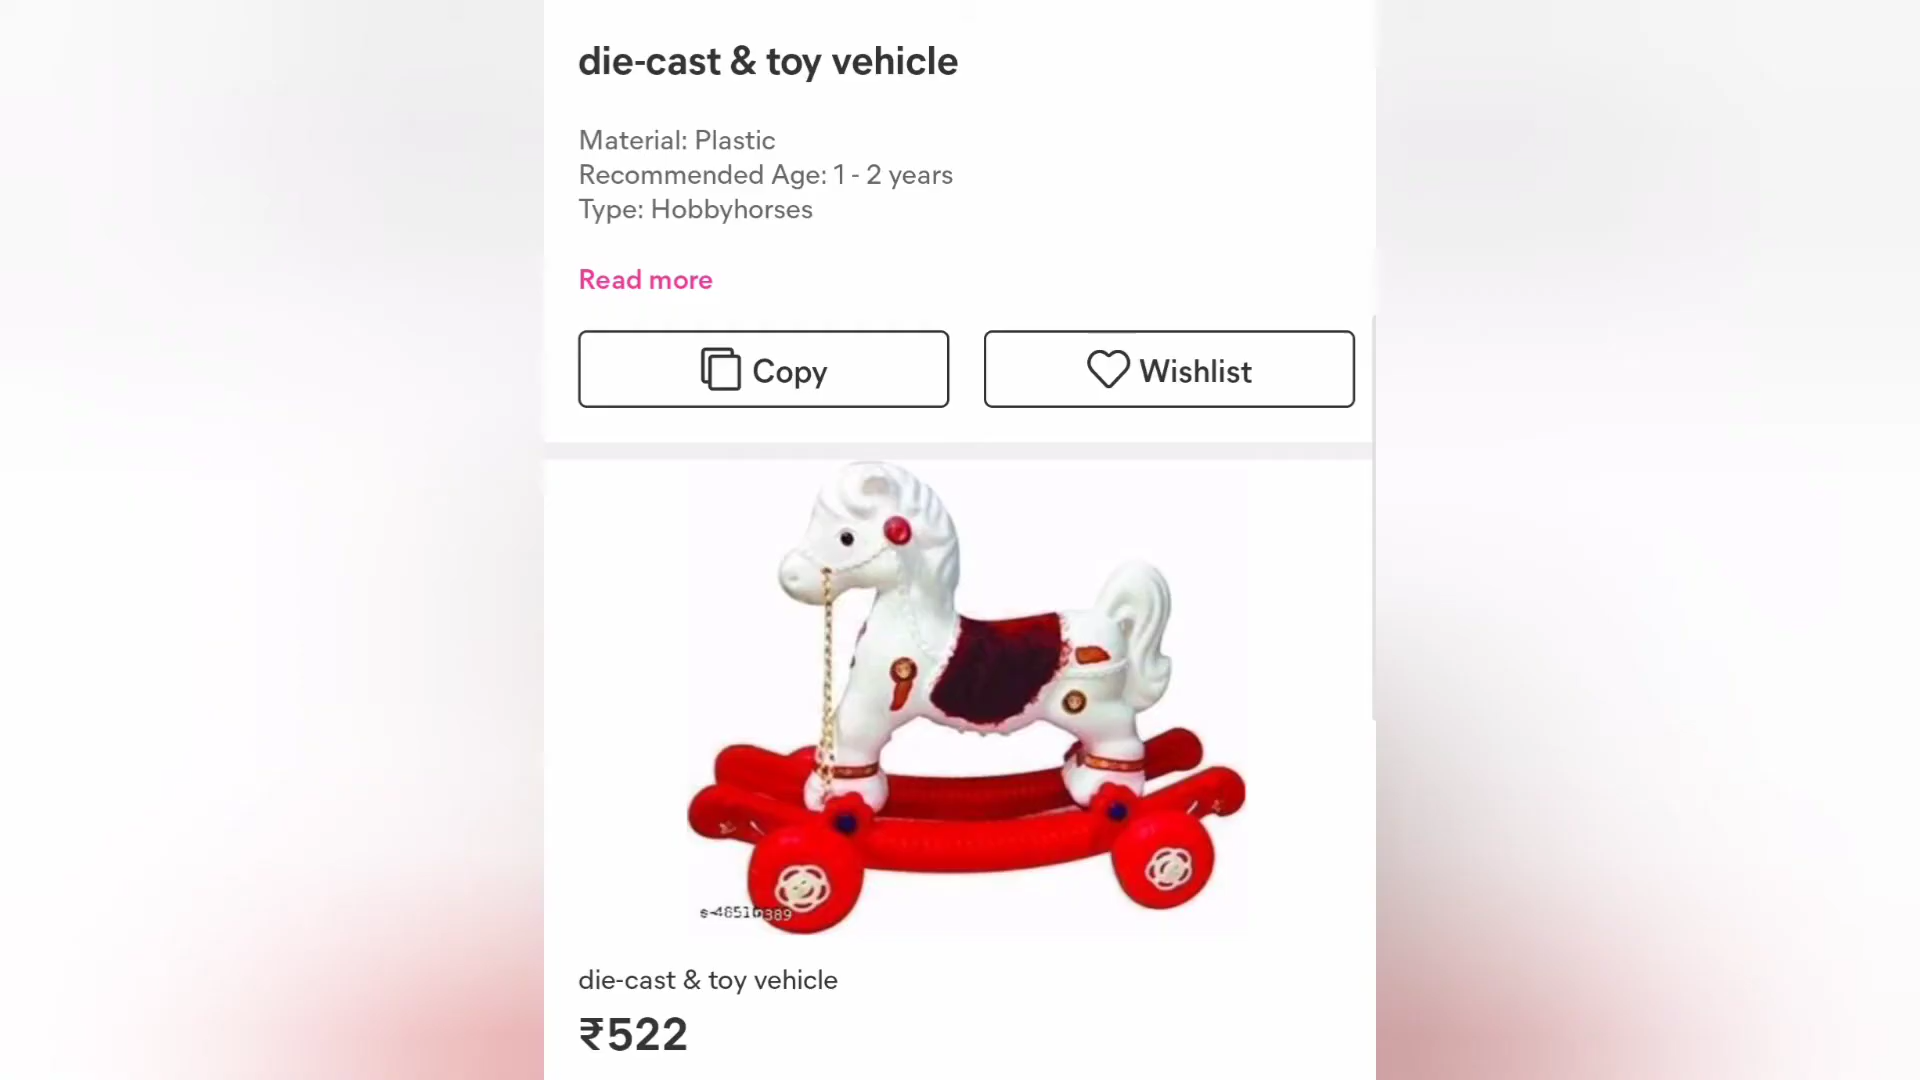 die-cast & toy vehicle
Material: Plastic
Recommended Age: 1 - 2 years
Type: Hobbyhorses
Read more
Copy
Wishlist
die-cast & toy vehicle
₹522